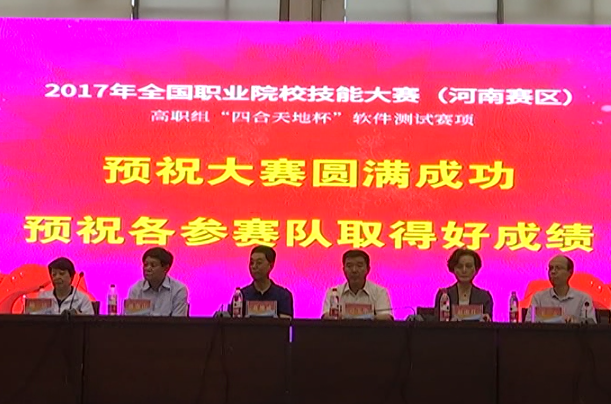 2017年全国职业院校技能大赛（河南赛区）
高职组“四合天地杯”软件测试赛项
预祝大赛圆满成功
预祝各参赛队取得好成绩